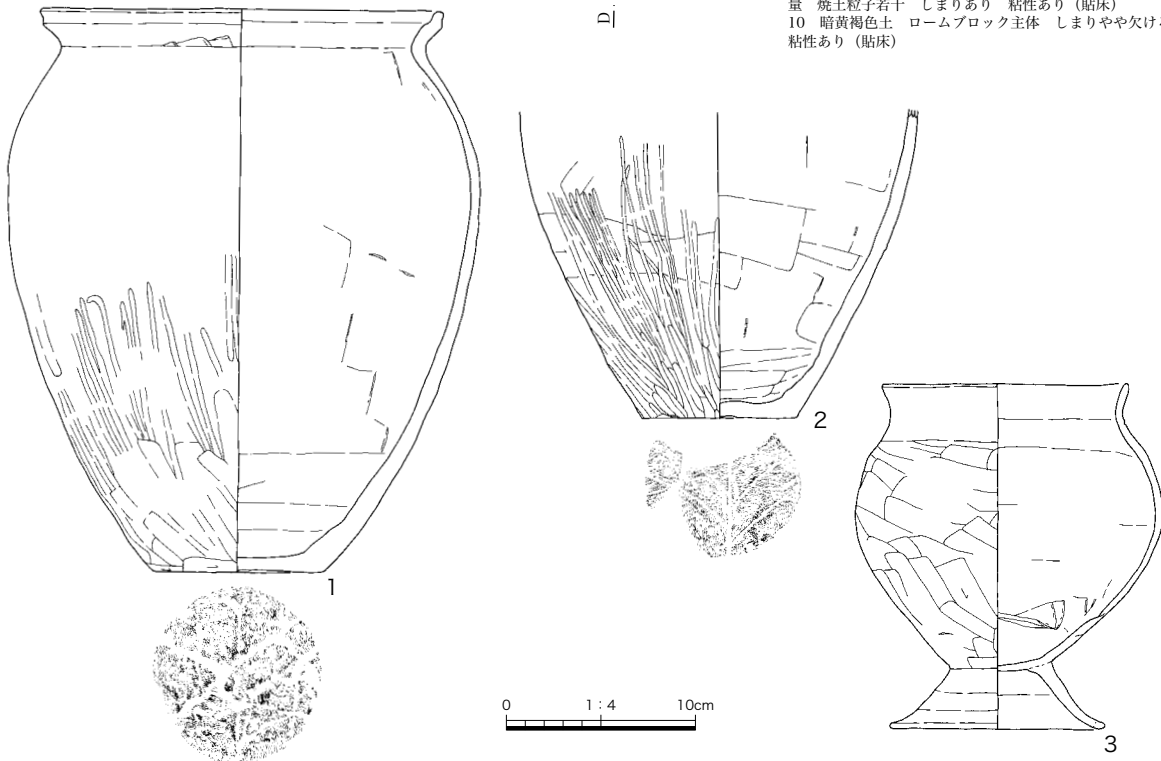 量　焼土粒子若干　しまりあり　粘性あり（貼床）
10　暗黄褐色土　ロームブロック主体　しまりやや欠ける
粘性あり（貼床）
D
1
2
3
0　1：4　10cm